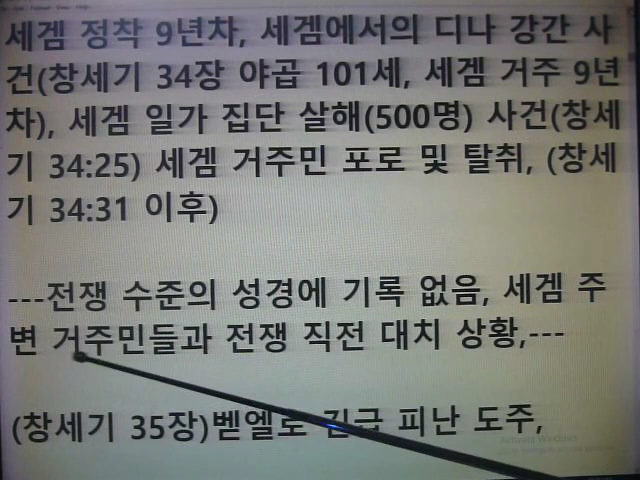 세겜 정착 9년차, 세겜에서의 디나 강간 사
건(창세기 34장 야곱 101세, 세겜 거주 9년
차), 세겜 일가 집단 살해(500명) 사건(창세
기 34:25) 세겜 거주민 포로 및 탈취, (창세
기 34:31 이후)
---전쟁 수준의 성경에 기록 없음, 세겜 주
변 거주민들과 전쟁 직전 대치 상황,---
(창세기 35장)벧엘로 긴급 피난 도주,
Activate Windows